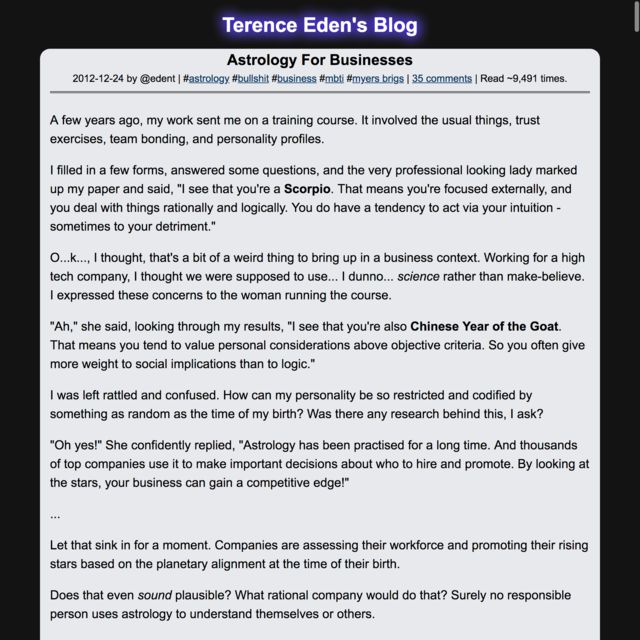 Terence Eden's Blog
Astrology For Businesses
2012-12-24 by @edent | #astrology #bullshit #business #mbti #myers brigs | 35 comments | Read ~9,491 times.
A few years ago, my work sent me on a training course. It involved the usual things, trust
exercises, team bonding, and personality profiles.
I filled in a few forms, answered some questions, and the very professional looking lady marked
up my paper and said, "I see that you're a Scorpio. That means you're focused externally, and
you deal with things rationally and logically. You do have a tendency to act via your intuition -
sometimes to your detriment."
O...k..., I thought, that's a bit of a weird thing to bring up in a business context. Working for a high
tech company, I thought we were supposed to use... I dunno... science rather than make-believe.
I expressed these concerns to the woman running the course.
"Ah," she said, looking through my results, "I see that you're also Chinese Year of the Goat.
That means you tend to value personal considerations above objective criteria. So you often give
more weight to social implications than to logic."
I was left rattled and confused. How can my personality be so restricted and codified by
something as random as the time of my birth? Was there any research behind this, I ask?
"Oh yes!" She confidently replied, "Astrology has been practised for a long time. And thousands
of top companies use it to make important decisions about who to hire and promote. By looking at
the stars, your business can gain a competitive edge!"
...
Let that sink in for a moment. Companies are assessing their workforce and promoting their rising
stars based on the planetary alignment at the time of their birth.
Does that even sound plausible? What rational company would do that? Surely no responsible
person uses astrology to understand themselves or others.